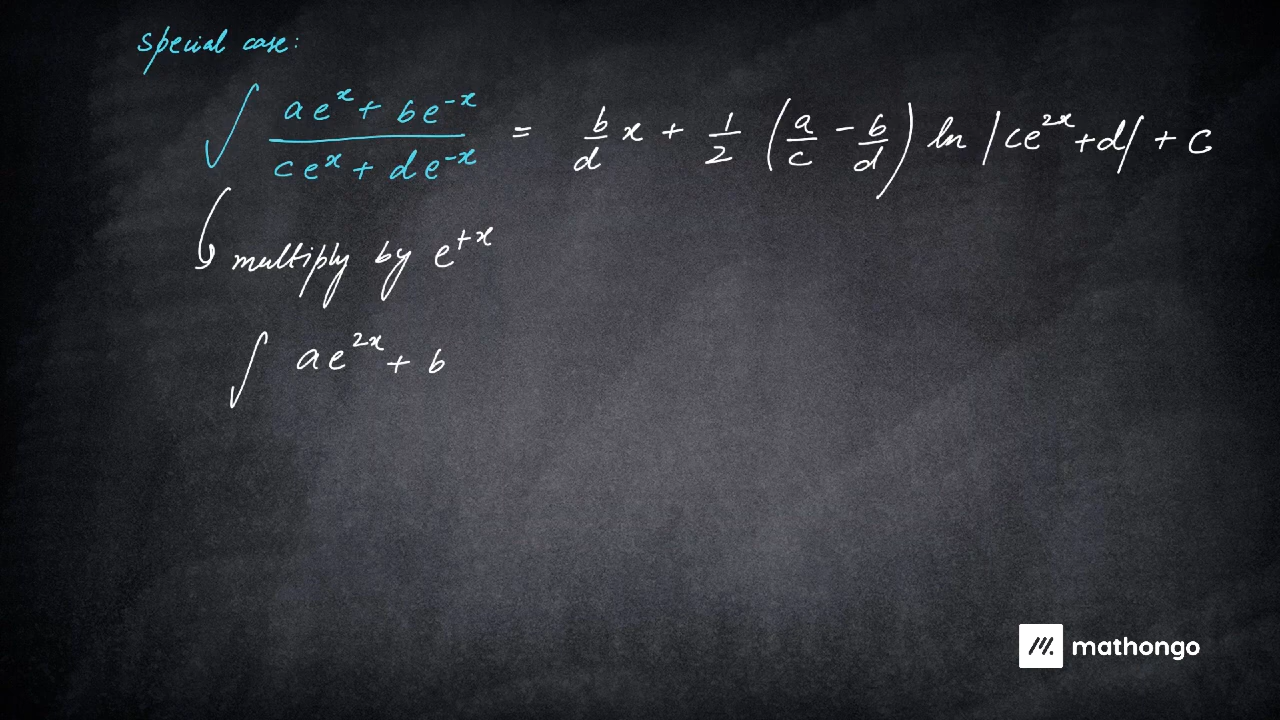 special case:
∫ (ae^x + be^-x)/(ce^x + de^-x) = b/d x + 1/2 (a/c - b/d) ln |ce^2x + d| + C
multiply by e^+x
∫ ae^2x + b
mathongo